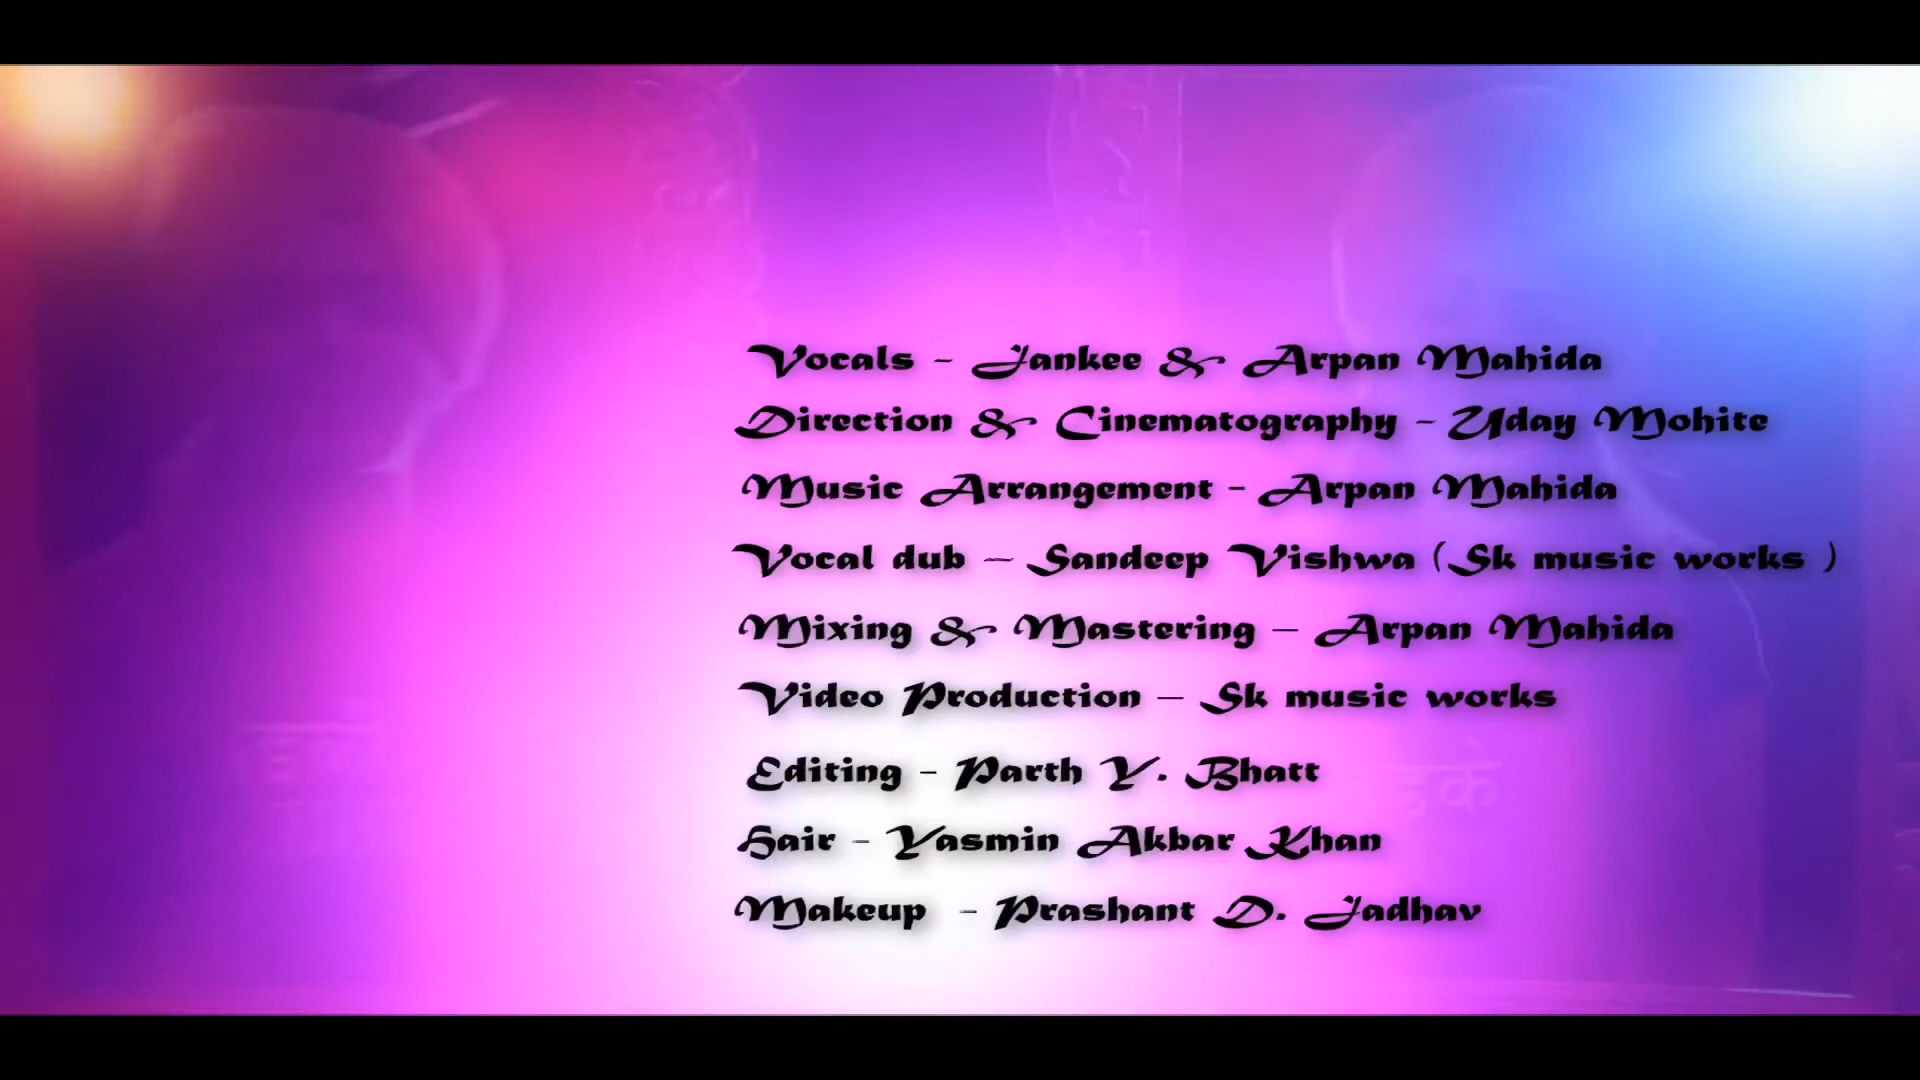 Vocals - Jankee & Arpan Mahida
Direction & Cinematography - Uday Mohite
Music Arrangement - Arpan Mahida
Vocal dub - Sandeep Vishwa (Sk music works )
Mixing & Mastering - Arpan Mahida
Video Production - Sk music works
Editing - Parth Y. Bhatt
Hair - Yasmin Akbar Khan
Makeup - Prashant D. Jadhav